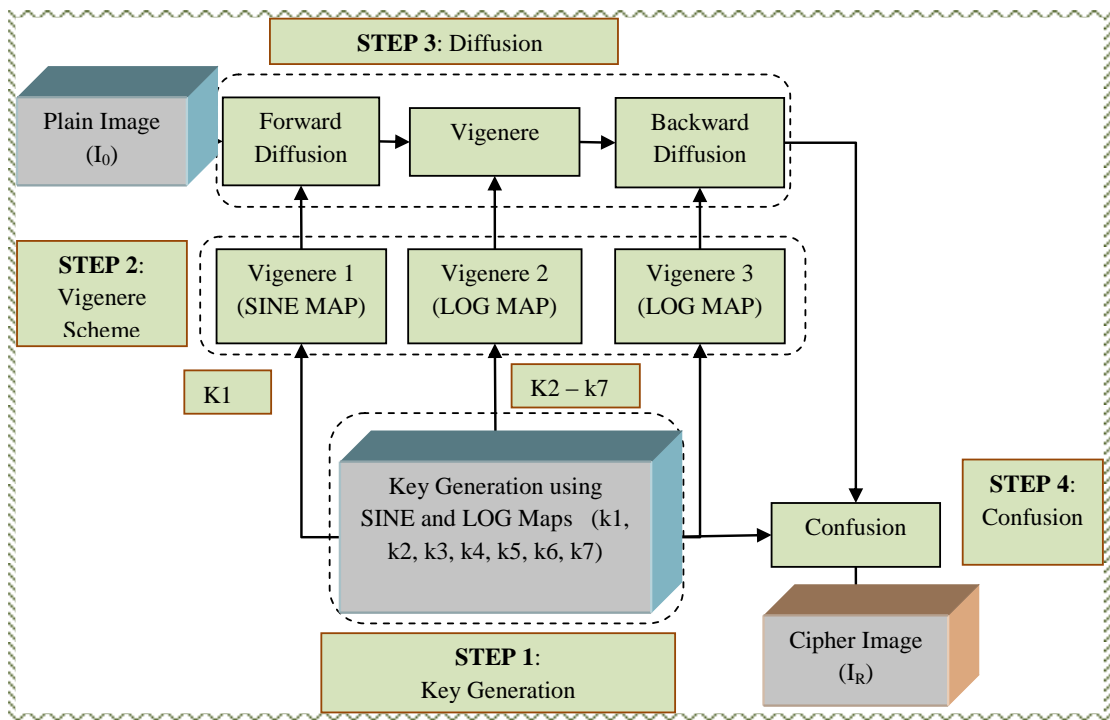 STEP 3: Diffusion
Plain Image
(I₀)
Forward
Diffusion
Vigenere
Backward
Diffusion
STEP 2:
Vigenere
Scheme
Vigenere 1
(SINE MAP)
Vigenere 2
(LOG MAP)
Vigenere 3
(LOG MAP)
K1
K2 – k7
Key Generation using
SINE and LOG Maps (k1,
k2, k3, k4, k5, k6, k7)
STEP 4:
Confusion
Confusion
STEP 1:
Key Generation
Cipher Image
(I_R)